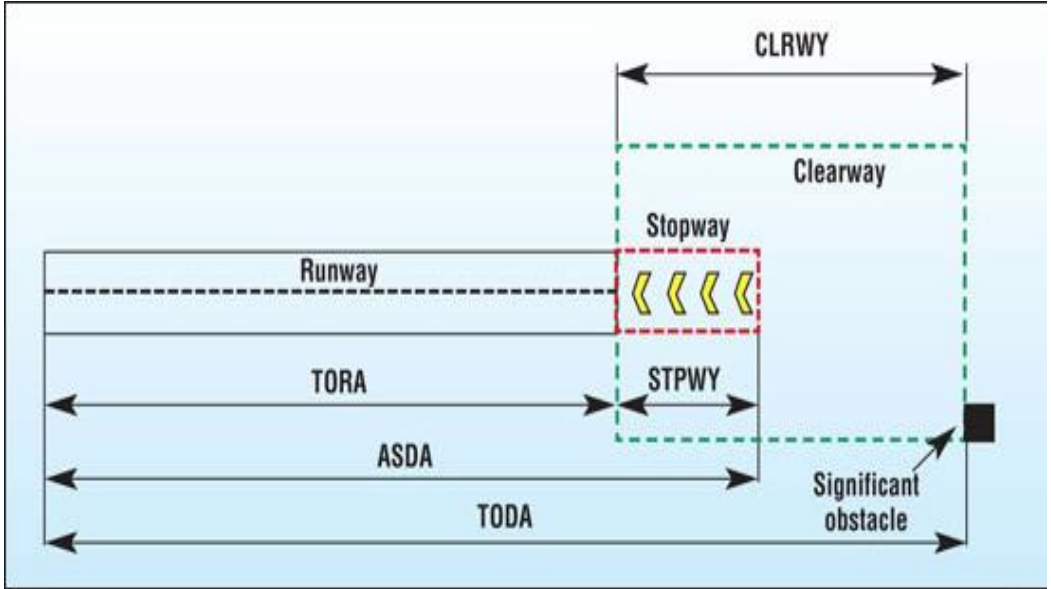 CLRWY
Clearway
Stopway
Runway
TORA
STPWY
ASDA
Significant
obstacle
TODA